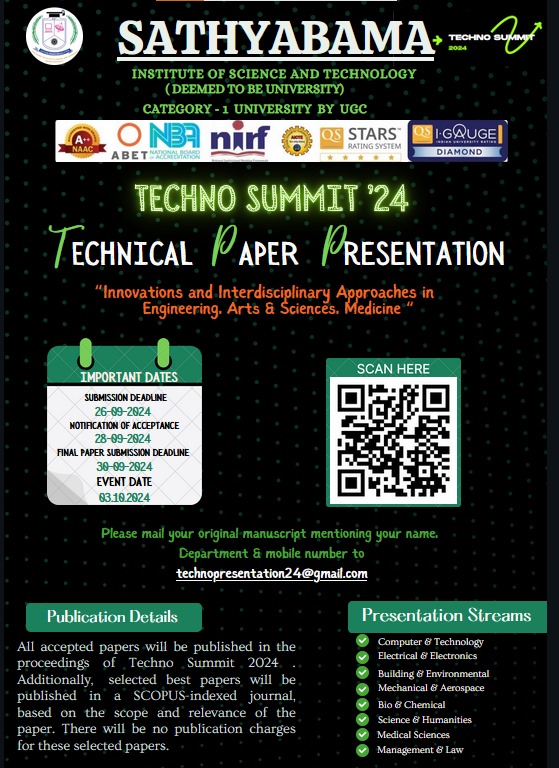 SATHYABAMA
TECHNO SUMMIT
2024
INSTITUTE OF SCIENCE AND TECHNOLOGY
( DEEMED TO BE UNIVERSITY)
CATEGORY - 1 UNIVERSITY BY UGC
A++
NAAC
ABET
NBA
NATIONAL BOARD
OF ACCREDITATION
nirf
AICTE
QS STARS™
RATING SYSTEM
QS I·GAUGE
INDIAN UNIVERSITY RATING
DIAMOND
TECHNO SUMMIT '24
TECHNICAL PAPER PRESENTATION
“Innovations and Interdisciplinary Approaches in
Engineering, Arts & Sciences, Medicine “
IMPORTANT DATES
SUBMISSION DEADLINE
26-09-2024
NOTIFICATION OF ACCEPTANCE
28-09-2024
FINAL PAPER SUBMISSION DEADLINE
30-09-2024
EVENT DATE
03.10.2024
SCAN HERE
Please mail your original manuscript mentioning your name,
Department & mobile number to
technopresentation24@gmail.com
Publication Details
All accepted papers will be published in the
proceedings of Techno Summit 2024 .
Additionally, selected best papers will be
published in a SCOPUS-indexed journal,
based on the scope and relevance of the
paper. There will be no publication charges
for these selected papers.
Presentation Streams
Computer & Technology
Electrical & Electronics
Building & Environmental
Mechanical & Aerospace
Bio & Chemical
Science & Humanities
Medical Sciences
Management & Law